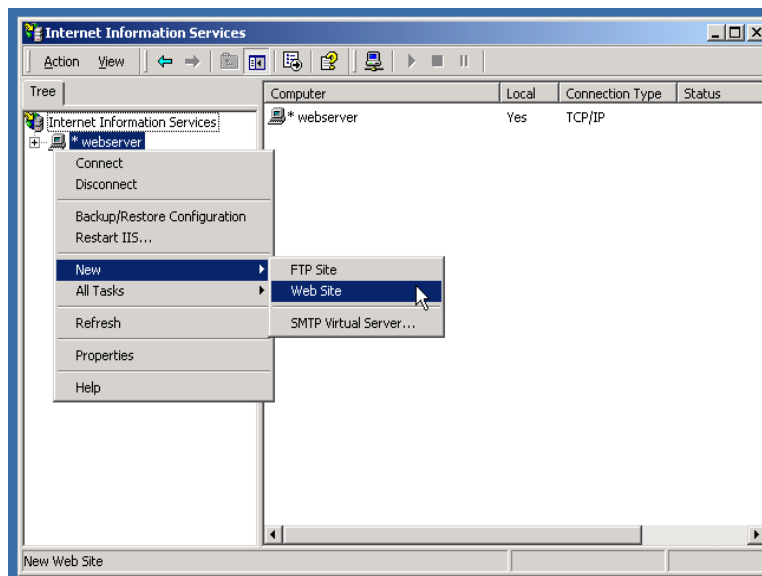 Internet Information Services
Action View
Tree
Computer Local Connection Type Status
Internet Information Services
* webserver Yes TCP/IP
* webserver
Connect
Disconnect
Backup/Restore Configuration
Restart IIS...
New
All Tasks
Refresh
Properties
Help
FTP Site
Web Site
SMTP Virtual Server...
New Web Site